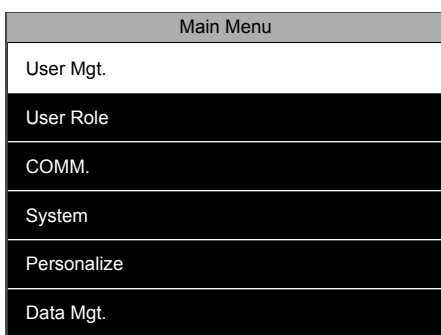 Main Menu
User Mgt.
User Role
COMM.
System
Personalize
Data Mgt.